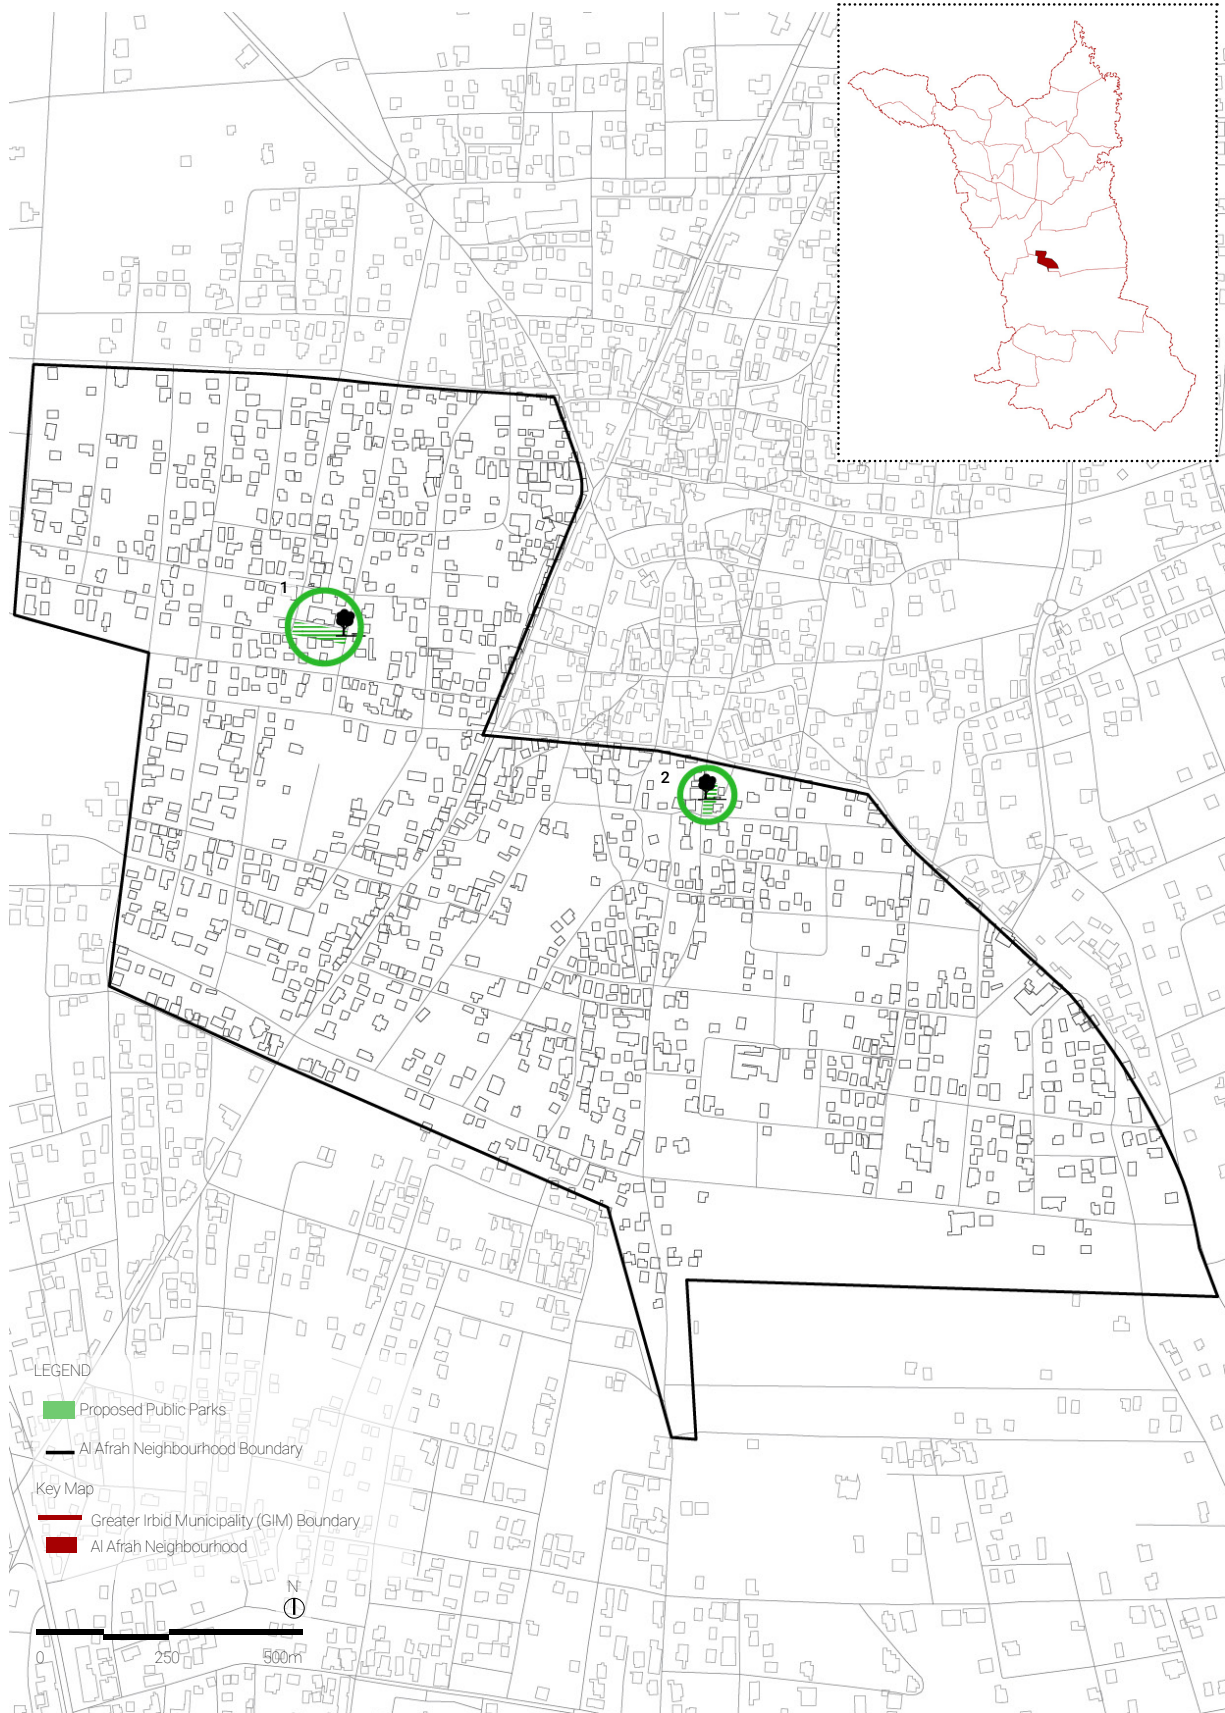 1
2
LEGEND
Proposed Public Parks
Al Afrah Neighbourhood Boundary
Key Map
Greater Irbid Municipality (GIM) Boundary
Al Afrah Neighbourhood
N
0 250 500m